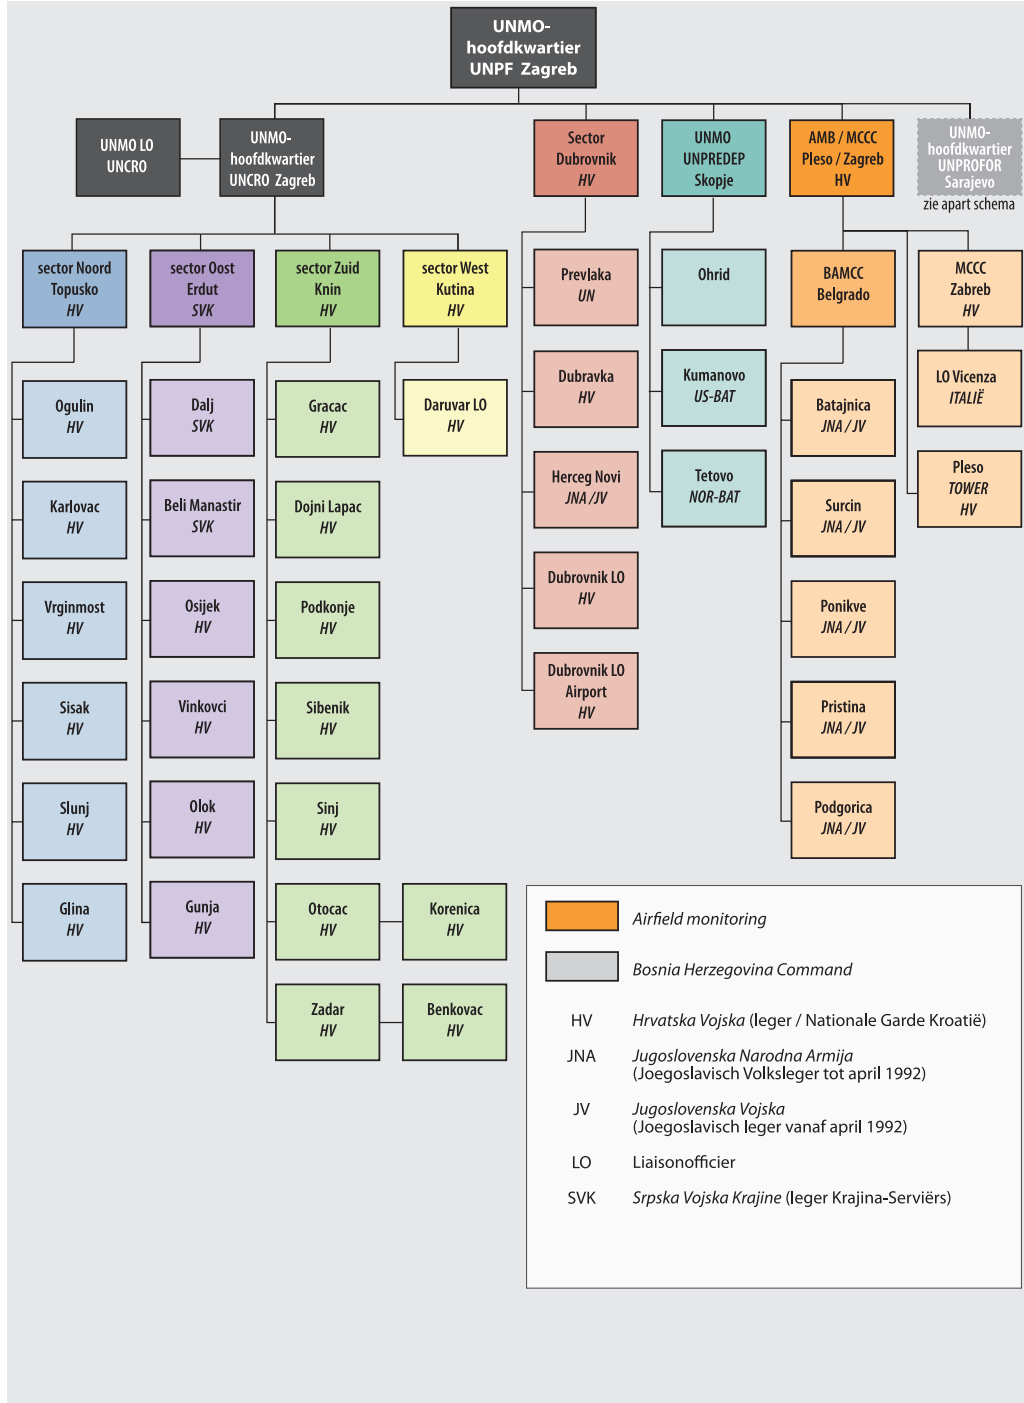 UNMO-
hoofdkwartier
UNPF Zagreb
UNMO LO
UNCRO
UNMO-
hoofdkwartier
UNCRO Zagreb
Sector
Dubrovnik
HV
UNMO
UNPREDEP
Skopje
AMB / MCCC
Pleso / Zagreb
HV
UNMO-
hoofdkwartier
UNPROFOR
Sarajevo
zie apart schema
sector Noord
Topusko
HV
sector Oost
Erdut
SVK
sector Zuid
Knin
HV
sector West
Kutina
HV
Prevlaka
UN
Ohrid
BAMCC
Belgrado
MCCC
Zabreb
HV
Ogulin
HV
Dalj
SVK
Gracac
HV
Daruvar LO
HV
Dubravka
HV
Kumanovo
US-BAT
Batajnica
JNA / JV
LO Vicenza
ITALIË
Karlovac
HV
Beli Manastir
SVK
Dojni Lapac
HV
Herceg Novi
JNA /JV
Tetovo
NOR-BAT
Surcin
JNA / JV
Pleso
TOWER
HV
Vrginmost
HV
Osijek
HV
Podkonje
HV
Dubrovnik LO
HV
Ponikve
JNA / JV
Sisak
HV
Vinkovci
HV
Sibenik
HV
Dubrovnik LO
Airport
HV
Pristina
JNA / JV
Slunj
HV
Olok
HV
Sinj
HV
Podgorica
JNA / JV
Glina
HV
Gunja
HV
Otocac
HV
Korenica
HV
Zadar
HV
Benkovac
HV
Airfield monitoring
Bosnia Herzegovina Command
HV Hrvatska Vojska (leger / Nationale Garde Kroatië)
JNA Jugoslovenska Narodna Armija
(Joegoslavisch Volksleger tot april 1992)
JV Jugoslovenska Vojska
(Joegoslavisch leger vanaf april 1992)
LO Liaisonofficier
SVK Srpska Vojska Krajine (leger Krajina-Serviërs)